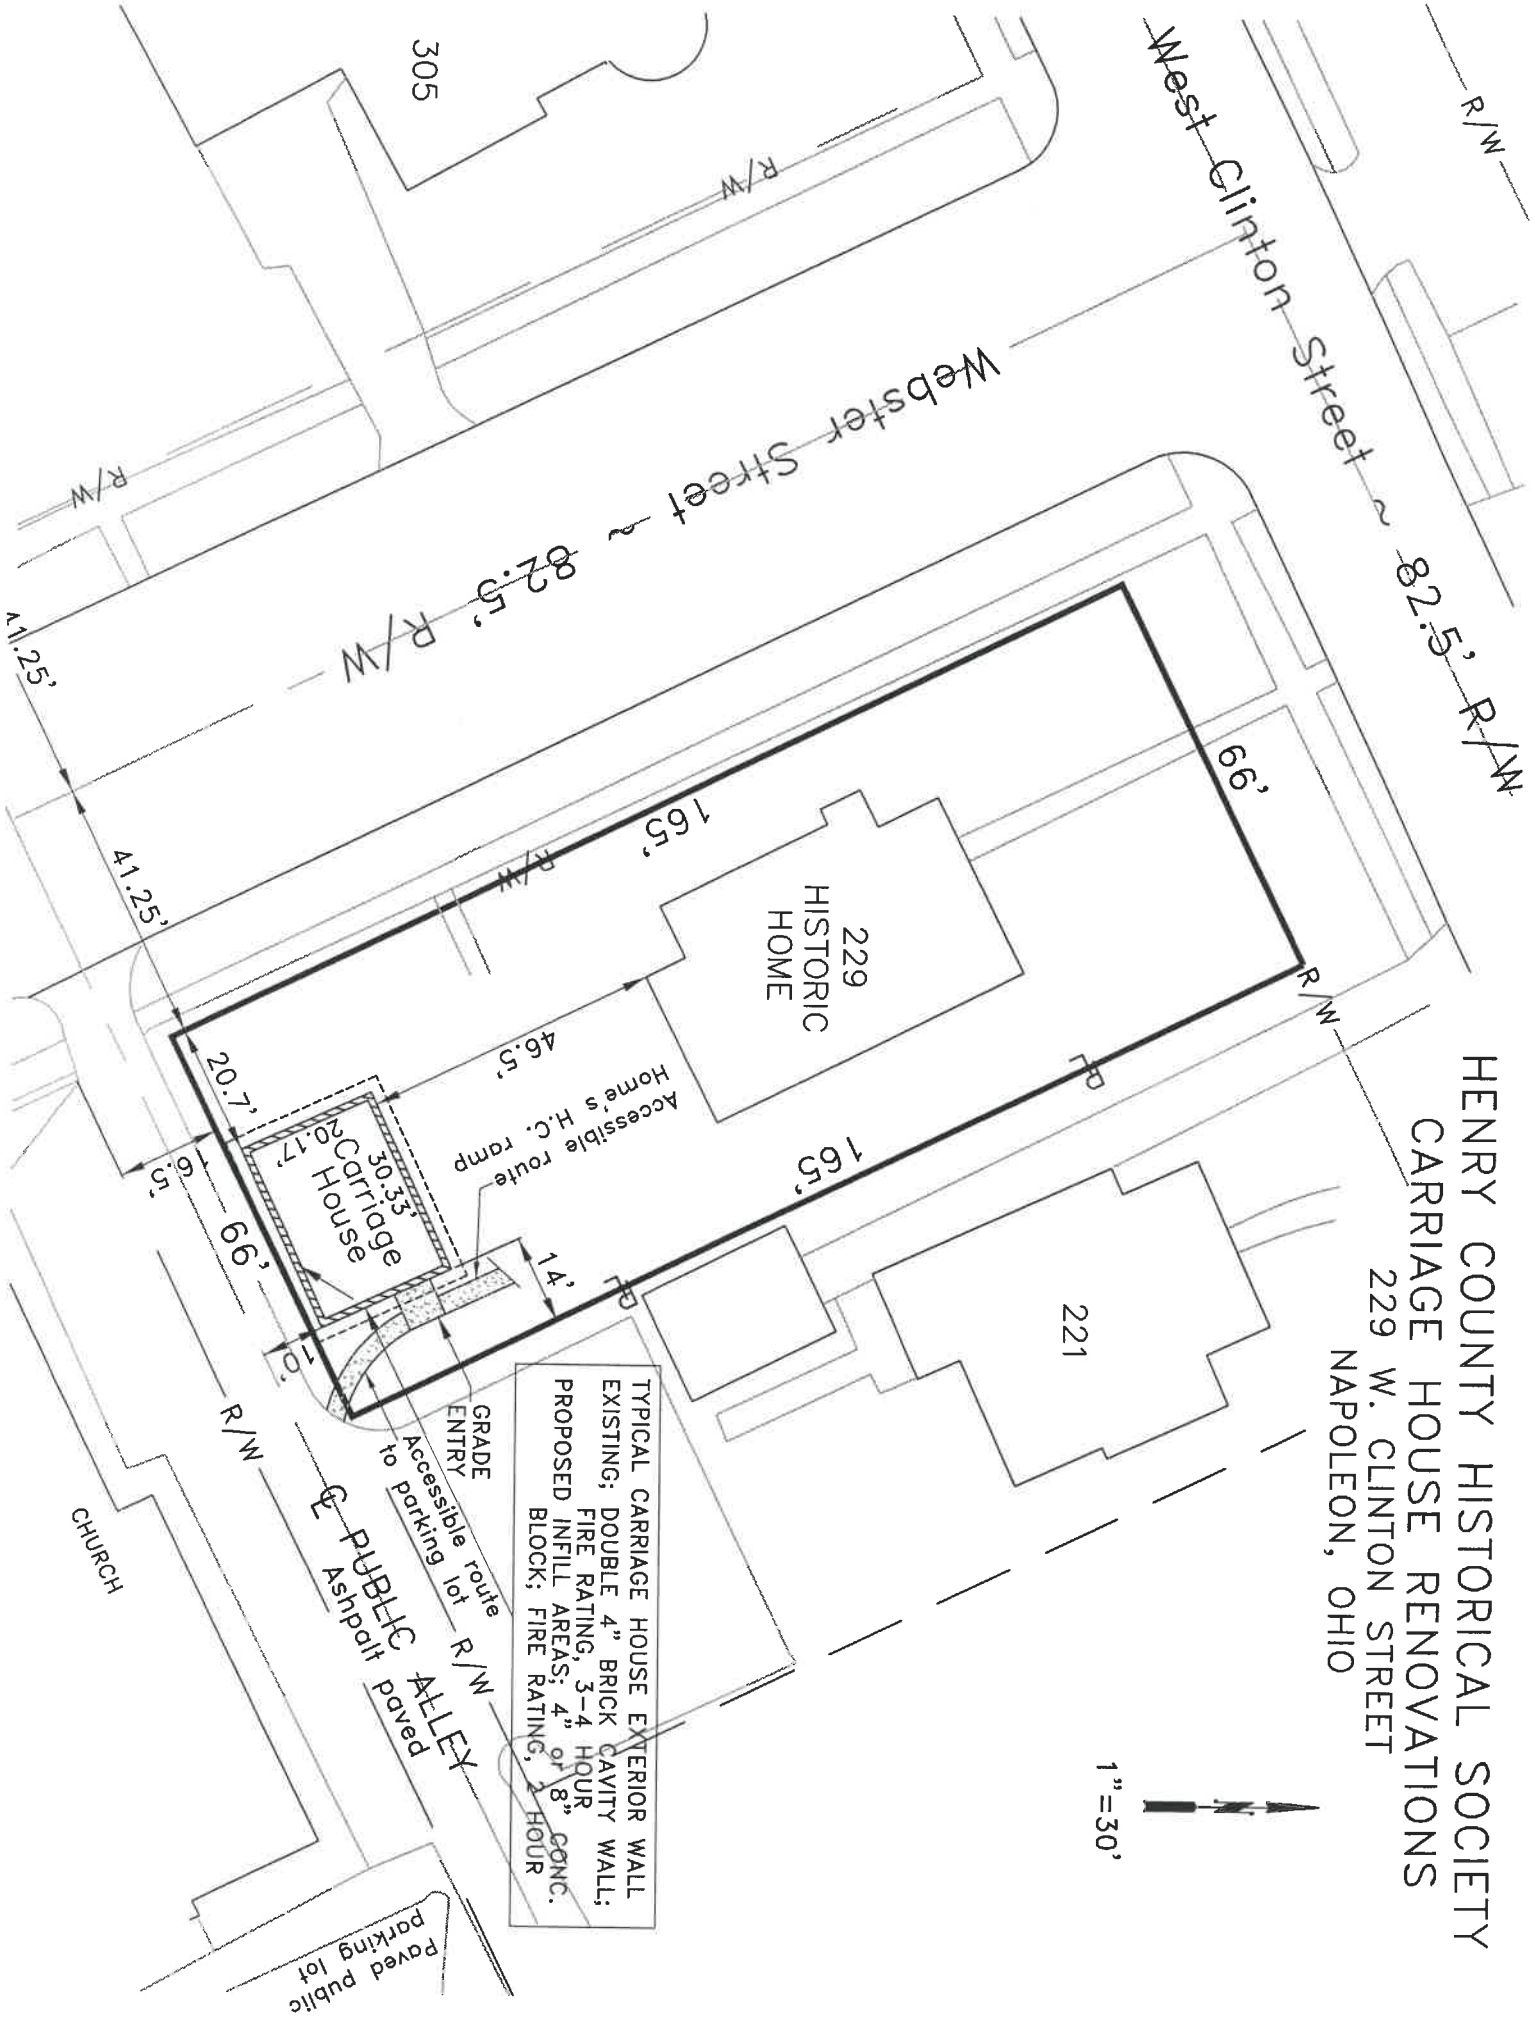 HENRY COUNTY HISTORICAL SOCIETY
CARRIAGE HOUSE RENOVATIONS
229 W. CLINTON STREET
NAPOLEON, OHIO
1"=30'
R/W
West Clinton Street ~ 82.5' R/W
305
R/W
R/W
Webster Street ~ 82.5' R/W
41.25'
41.25'
66'
R/W
165'
R/W
229
HISTORIC
HOME
165'
221
46.5'
Accessible route
Home's H.C. ramp
20.7'
20.17'
30.33'
Carriage
House
14'
16.5'
66'
10'
GRADE
ENTRY
Accessible route
to parking lot
R/W
R/W
℄ PUBLIC ALLEY
Ashpalt paved
CHURCH
TYPICAL CARRIAGE HOUSE EXTERIOR WALL
EXISTING; DOUBLE 4" BRICK CAVITY WALL;
FIRE RATING, 3-4 HOUR
PROPOSED INFILL AREAS; 4" or 8" CONC.
BLOCK; FIRE RATING, 2 HOUR
Paved public
parking lot